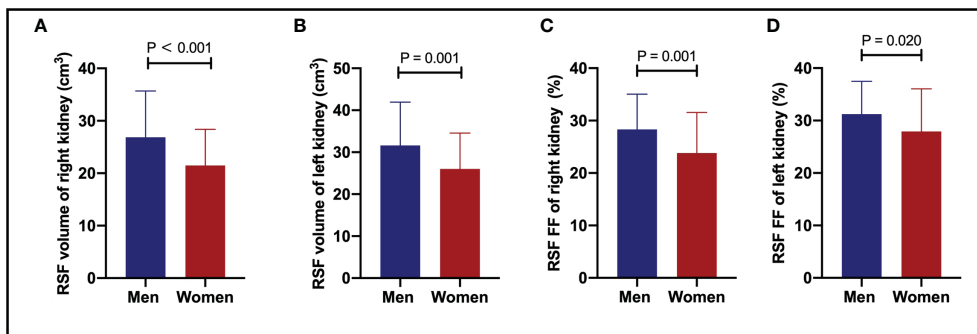 A
P < 0.001
RSF volume of right kidney (cm³)
40
30
20
10
0
Men Women
B
P = 0.001
RSF volume of left kidney (cm³)
50
40
30
20
10
0
Men Women
C
P = 0.001
RSF FF of right kidney (%)
40
30
20
10
0
Men Women
D
P = 0.020
RSF FF of left kidney (%)
40
30
20
10
0
Men Women